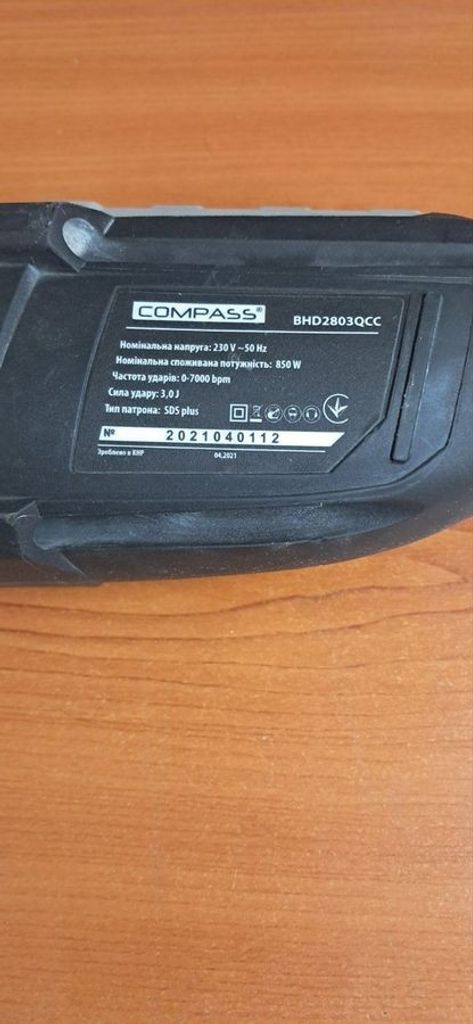 COMPASS®
BHD2803QCC
Номінальна напруга: 230 V ~50 Hz
Номінальна споживана потужність: 850 W
Частота ударів: 0-7000 bpm
Сила удару: 3,0 J
Тип патрона: SDS plus
№ 2021040112
Зроблено в КНР 04.2021